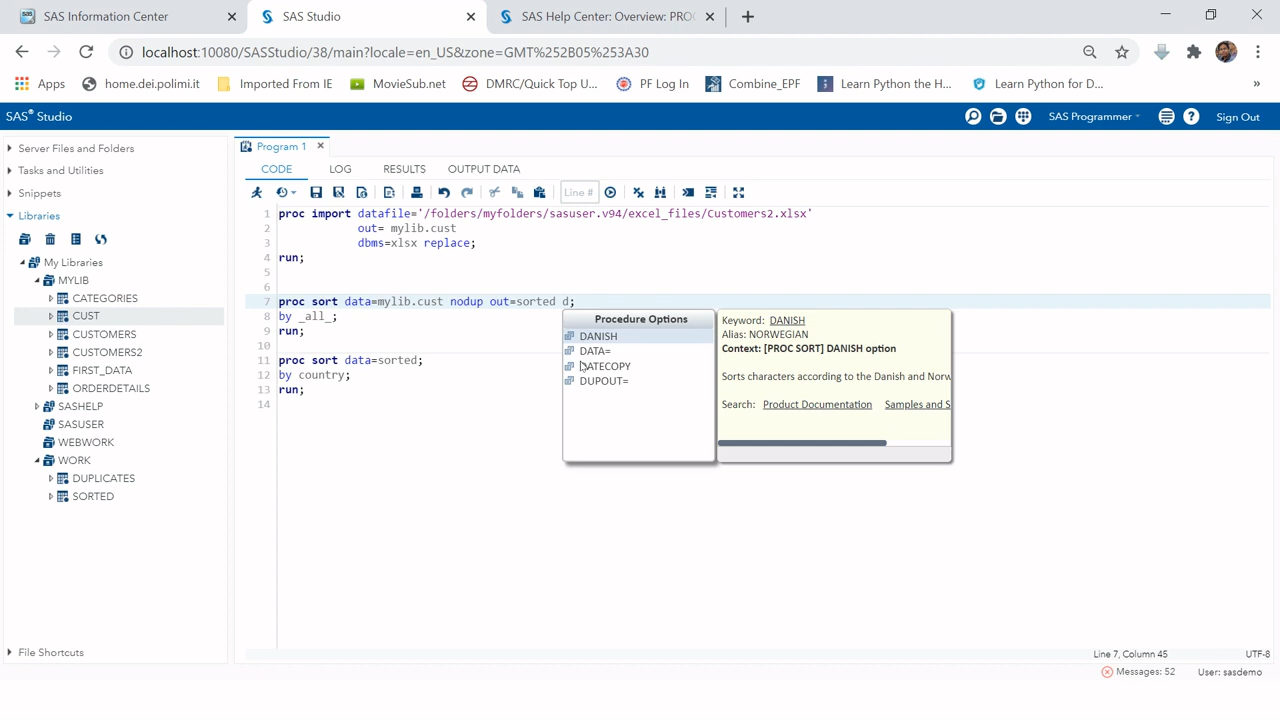 SAS Information Center
SAS Studio
SAS Help Center: Overview: PROC
localhost:10080/SASStudio/38/main?locale=en_US&zone=GMT%252B05%253A30
Apps
home.dei.polimi.it
Imported From IE
MovieSub.net
DMRC/Quick Top U...
PF Log In
Combine_EPF
Learn Python the H...
Learn Python for D...
»
SAS® Studio
SAS Programmer
Sign Out
Server Files and Folders
Tasks and Utilities
Snippets
Libraries
My Libraries
MYLIB
CATEGORIES
CUST
CUSTOMERS
CUSTOMERS2
FIRST_DATA
ORDERDETAILS
SASHELP
SASUSER
WEBWORK
WORK
DUPLICATES
SORTED
File Shortcuts
Program 1
CODE
LOG
RESULTS
OUTPUT DATA
Line #
1 proc import datafile='/folders/myfolders/sasuser.v94/excel_files/Customers2.xlsx'
2 out= mylib.cust
3 dbms=xlsx replace;
4 run;
5
6
7 proc sort data=mylib.cust nodup out=sorted d;
8 by _all_;
9 run;
10
11 proc sort data=sorted;
12 by country;
13 run;
14
Procedure Options
DANISH
DATA=
DATECOPY
DUPOUT=
Keyword: DANISH
Alias: NORWEGIAN
Context: [PROC SORT] DANISH option
Sorts characters according to the Danish and Norw
Search: Product Documentation Samples and S
Line 7, Column 45
UTF-8
Messages: 52
User: sasdemo